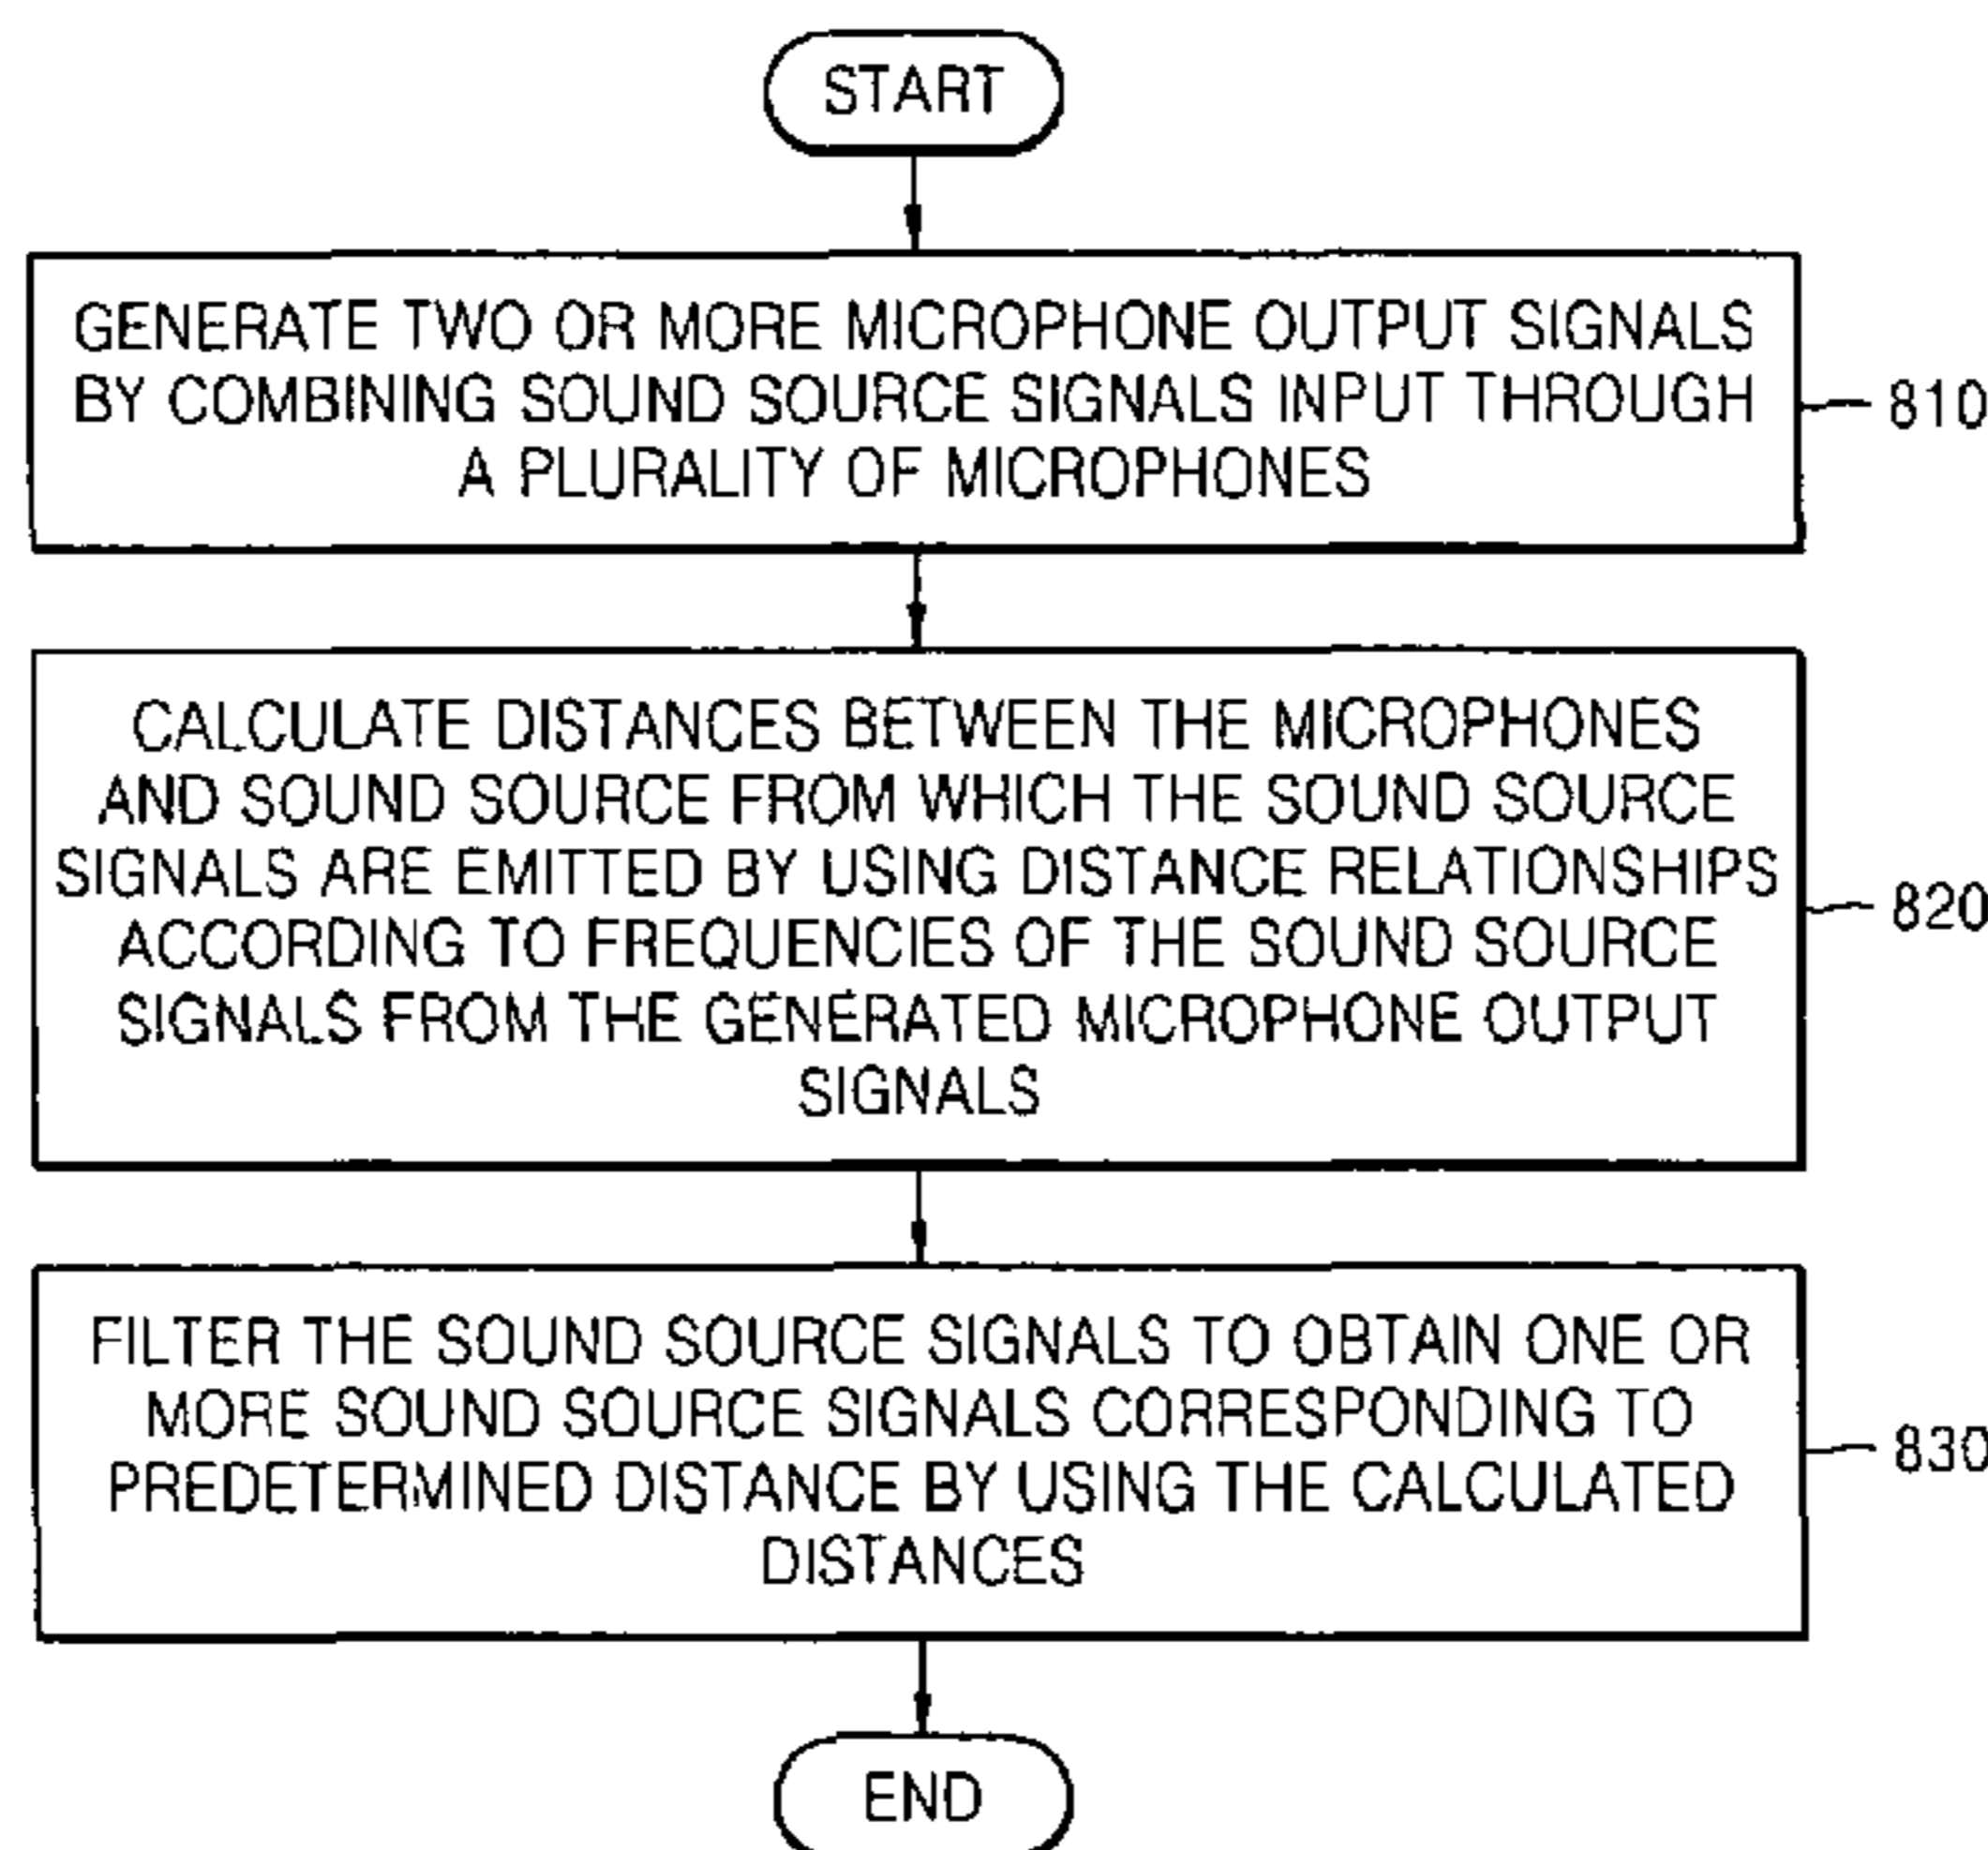 START
GENERATE TWO OR MORE MICROPHONE OUTPUT SIGNALS
BY COMBINING SOUND SOURCE SIGNALS INPUT THROUGH
A PLURALITY OF MICROPHONES
810
CALCULATE DISTANCES BETWEEN THE MICROPHONES
AND SOUND SOURCE FROM WHICH THE SOUND SOURCE
SIGNALS ARE EMITTED BY USING DISTANCE RELATIONSHIPS
ACCORDING TO FREQUENCIES OF THE SOUND SOURCE
SIGNALS FROM THE GENERATED MICROPHONE OUTPUT
SIGNALS
820
FILTER THE SOUND SOURCE SIGNALS TO OBTAIN ONE OR
MORE SOUND SOURCE SIGNALS CORRESPONDING TO
PREDETERMINED DISTANCE BY USING THE CALCULATED
DISTANCES
830
END